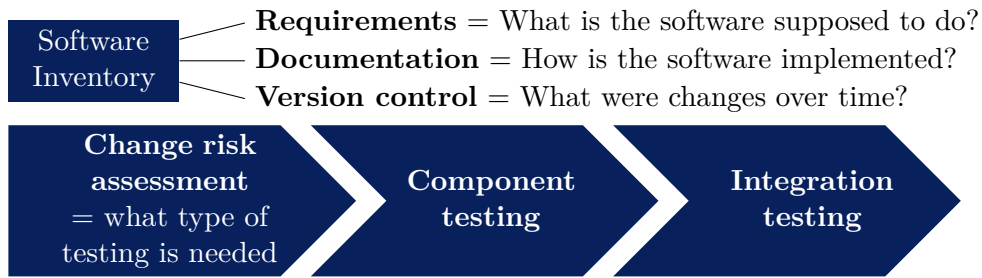 Software
Inventory
Requirements = What is the software supposed to do?
Documentation = How is the software implemented?
Version control = What were changes over time?
Change risk
assessment
= what type of
testing is needed
Component
testing
Integration
testing